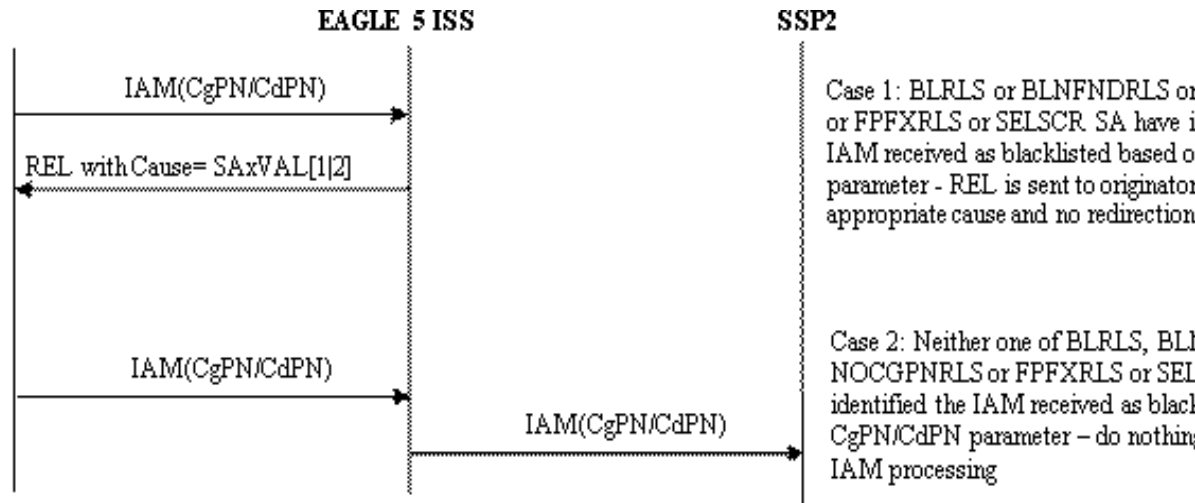 EAGLE 5 ISS
SSP2
IAM(CgPN/CdPN)
REL with Cause= SAxVAL[1|2]
Case 1: BLRLS or BLNFNDRLS or
or FPFXRLS or SELSCR SA have i
IAM received as blacklisted based o
parameter - REL is sent to originator
appropriate cause and no redirection
IAM(CgPN/CdPN)
IAM(CgPN/CdPN)
Case 2: Neither one of BLRLS, BL
NOCGPNRLS or FPFXRLS or SEL
identified the IAM received as black
CgPN/CdPN parameter – do nothing
IAM processing